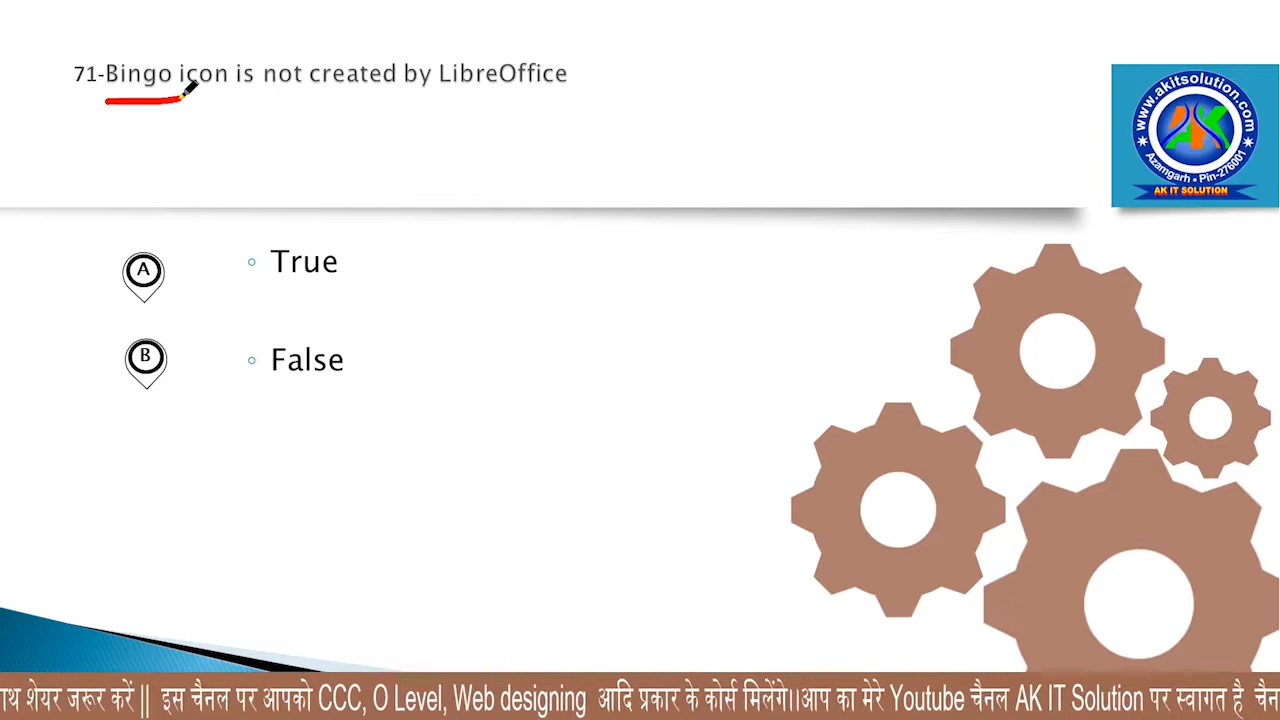 71-Bingo icon is not created by LibreOffice
www.akitsolution.com
Azamgarh • Pin-276001
AK IT SOLUTION
A
True
B
False
ाथ शेयर जरूर करें || इस चैनल पर आपको CCC, O Level, Web designing आदि प्रकार के कोर्स मिलेंगे।।आप का मेरे Youtube चैनल AK IT Solution पर स्वागत है चैन